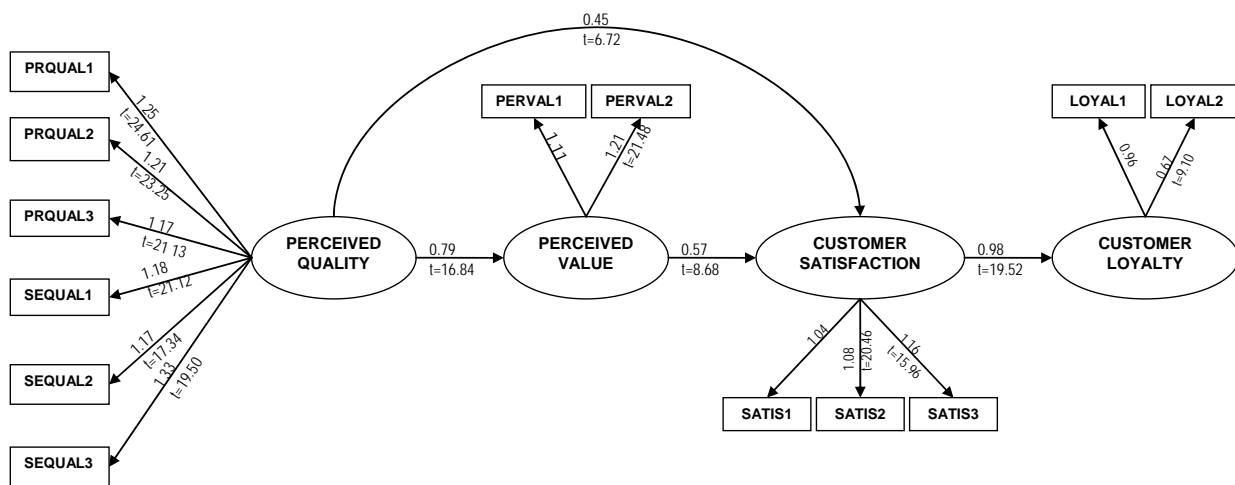 0.45
t=6.72
PRQUAL1
PRQUAL2
PRQUAL3
SEQUAL1
SEQUAL2
SEQUAL3
1.25
t=24.61
1.21
t=23.25
1.17
t=21 13
1.18
t=21.12
1.17
t=17.34
1.33
t=19.50
PERCEIVED
QUALITY
0.79
t=16.84
PERVAL1
PERVAL2
1.11
1.21
t=21.48
PERCEIVED
VALUE
0.57
t=8.68
CUSTOMER
SATISFACTION
1.04
1.08
t=20.46
1.16
t=15.96
SATIS1
SATIS2
SATIS3
0.98
t=19.52
LOYAL1
LOYAL2
0.96
0.67
t=9.10
CUSTOMER
LOYALTY